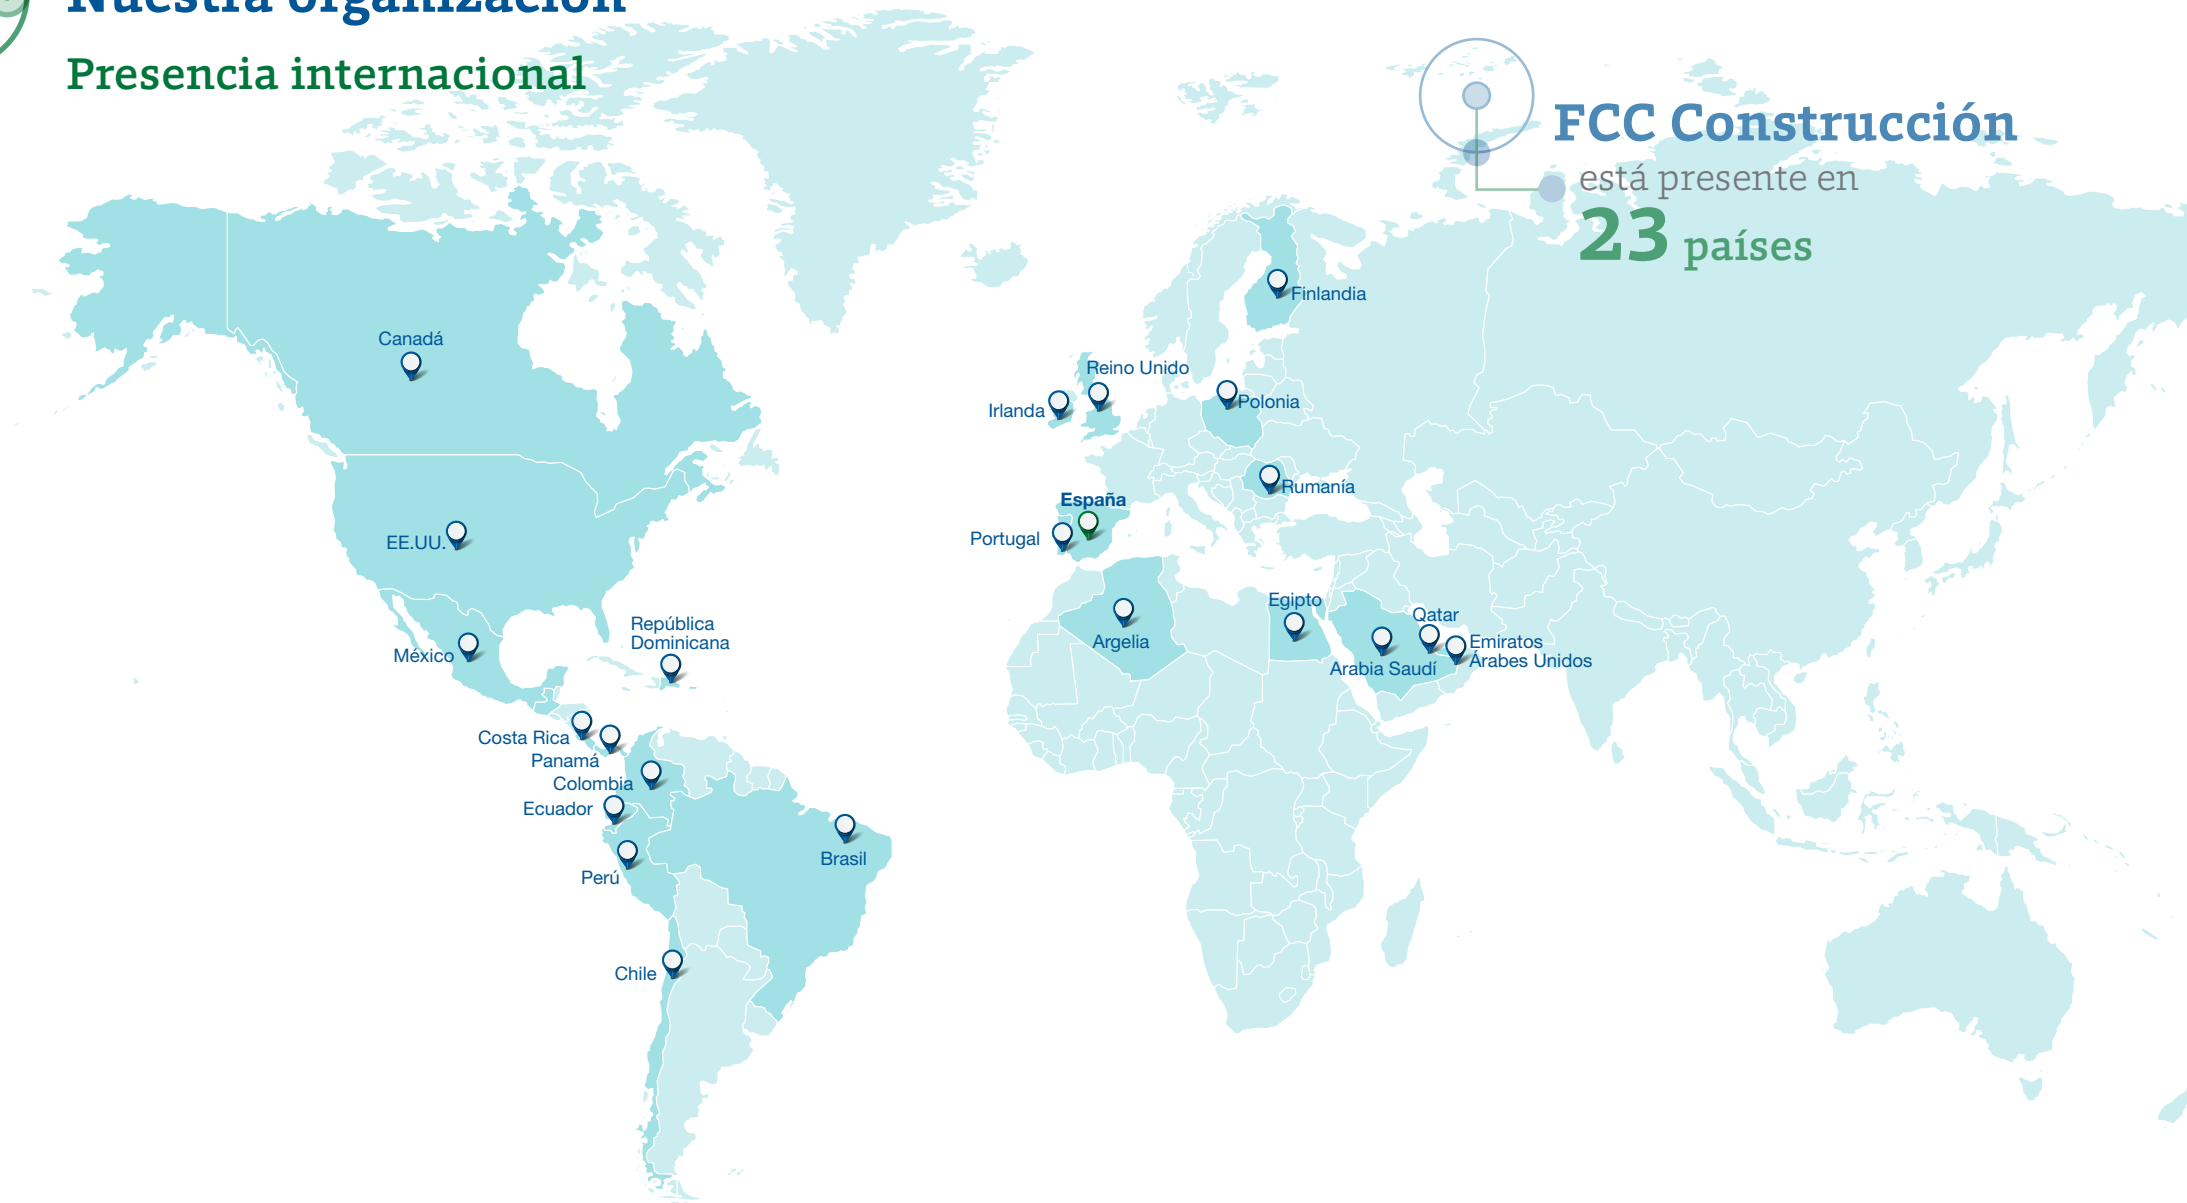 Nuestra organización
Presencia internacional
FCC Construcción
está presente en
23 países
Finlandia
Canadá
Reino Unido
Irlanda
Polonia
Rumanía
España
Portugal
EE.UU.
República
Dominicana
México
Egipto
Qatar
Argelia
Emiratos
Árabes Unidos
Arabia Saudí
Costa Rica
Panamá
Colombia
Ecuador
Brasil
Perú
Chile